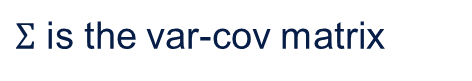 Σ is the var-cov matrix